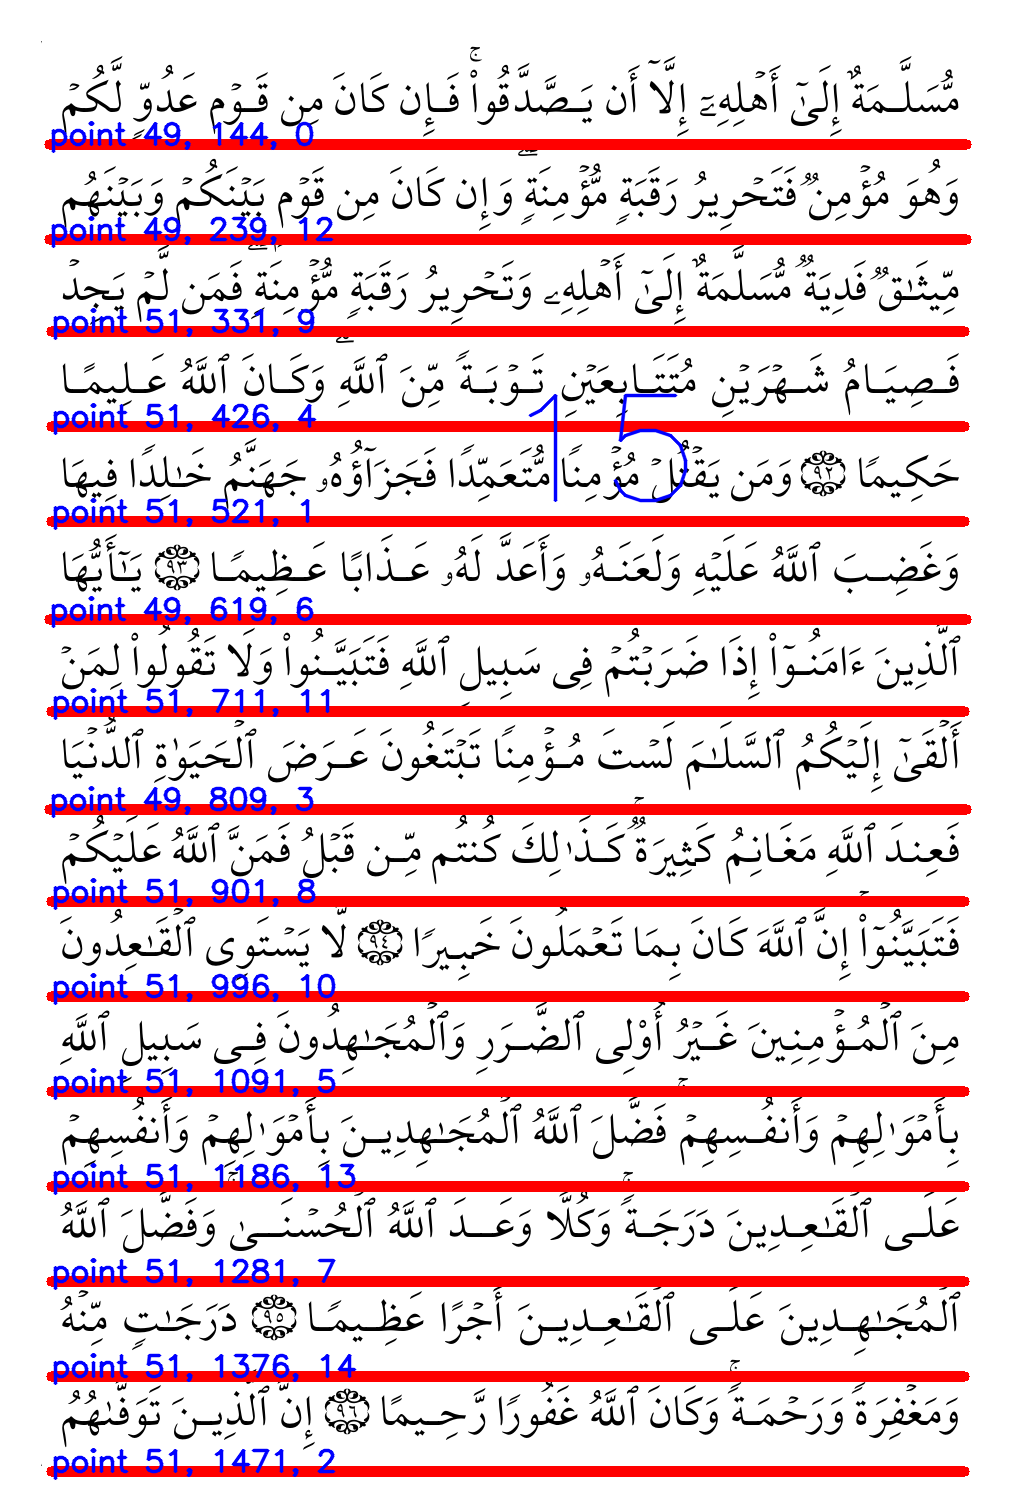 مُّسَلَّمَةٌ إِلَىٰٓ أَهْلِهِۦٓ إِلَّآ أَن يَصَّدَّقُوا۟ ۚ فَإِن كَانَ مِن قَوْمٍ عَدُوٍّ لَّكُمْ
point 49, 144, 0
وَهُوَ مُؤْمِنٌ فَتَحْرِيرُ رَقَبَةٍ مُّؤْمِنَةٍ ۖ وَإِن كَانَ مِن قَوْمٍ بَيْنَكُمْ وَبَيْنَهُم
point 49, 239, 12
مِّيثَـٰقٌ فَدِيَةٌ مُّسَلَّمَةٌ إِلَىٰٓ أَهْلِهِۦ وَتَحْرِيرُ رَقَبَةٍ مُّؤْمِنَةٍ ۖ فَمَن لَّمْ يَجِدْ
point 51, 331, 9
فَصِيَامُ شَهْرَيْنِ مُتَتَابِعَيْنِ تَوْبَةً مِّنَ ٱللَّهِ ۗ وَكَانَ ٱللَّهُ عَلِيمًا
point 51, 426, 4
15
حَكِيمًا ٩٢ وَمَن يَقْتُلْ مُؤْمِنًا مُّتَعَمِّدًا فَجَزَآؤُهُۥ جَهَنَّمُ خَـٰلِدًا فِيهَا
point 51, 521, 1
وَغَضِبَ ٱللَّهُ عَلَيْهِ وَلَعَنَهُۥ وَأَعَدَّ لَهُۥ عَذَابًا عَظِيمًا ٩٣ يَـٰٓأَيُّهَا
point 49, 619, 6
ٱلَّذِينَ ءَامَنُوٓا۟ إِذَا ضَرَبْتُمْ فِى سَبِيلِ ٱللَّهِ فَتَبَيَّنُوا۟ وَلَا تَقُولُوا۟ لِمَنْ
point 51, 711, 11
أَلْقَىٰٓ إِلَيْكُمُ ٱلسَّلَـٰمَ لَسْتَ مُؤْمِنًا تَبْتَغُونَ عَرَضَ ٱلْحَيَوٰةِ ٱلدُّنْيَا
point 49, 809, 3
فَعِندَ ٱللَّهِ مَغَانِمُ كَثِيرَةٌ ۚ كَذَٰلِكَ كُنتُم مِّن قَبْلُ فَمَنَّ ٱللَّهُ عَلَيْكُمْ
point 51, 901, 8
فَتَبَيَّنُوٓا۟ ۚ إِنَّ ٱللَّهَ كَانَ بِمَا تَعْمَلُونَ خَبِيرًا ٩٤ لَّا يَسْتَوِى ٱلْقَـٰعِدُونَ
point 51, 996, 10
مِنَ ٱلْمُؤْمِنِينَ غَيْرُ أُو۟لِى ٱلضَّرَرِ وَٱلْمُجَـٰهِدُونَ فِى سَبِيلِ ٱللَّهِ
point 51, 1091, 5
بِأَمْوَٰلِهِمْ وَأَنفُسِهِمْ ۚ فَضَّلَ ٱللَّهُ ٱلْمُجَـٰهِدِينَ بِأَمْوَٰلِهِمْ وَأَنفُسِهِمْ
point 51, 1186, 13
عَلَى ٱلْقَـٰعِدِينَ دَرَجَةً ۚ وَكُلًّا وَعَدَ ٱللَّهُ ٱلْحُسْنَىٰ ۚ وَفَضَّلَ ٱللَّهُ
point 51, 1281, 7
ٱلْمُجَـٰهِدِينَ عَلَى ٱلْقَـٰعِدِينَ أَجْرًا عَظِيمًا ٩٥ دَرَجَـٰتٍ مِّنْهُ
point 51, 1376, 14
وَمَغْفِرَةً وَرَحْمَةً ۚ وَكَانَ ٱللَّهُ غَفُورًا رَّحِيمًا ٩٦ إِنَّ ٱلَّذِينَ تَوَفَّىٰهُمُ
point 51, 1471, 2